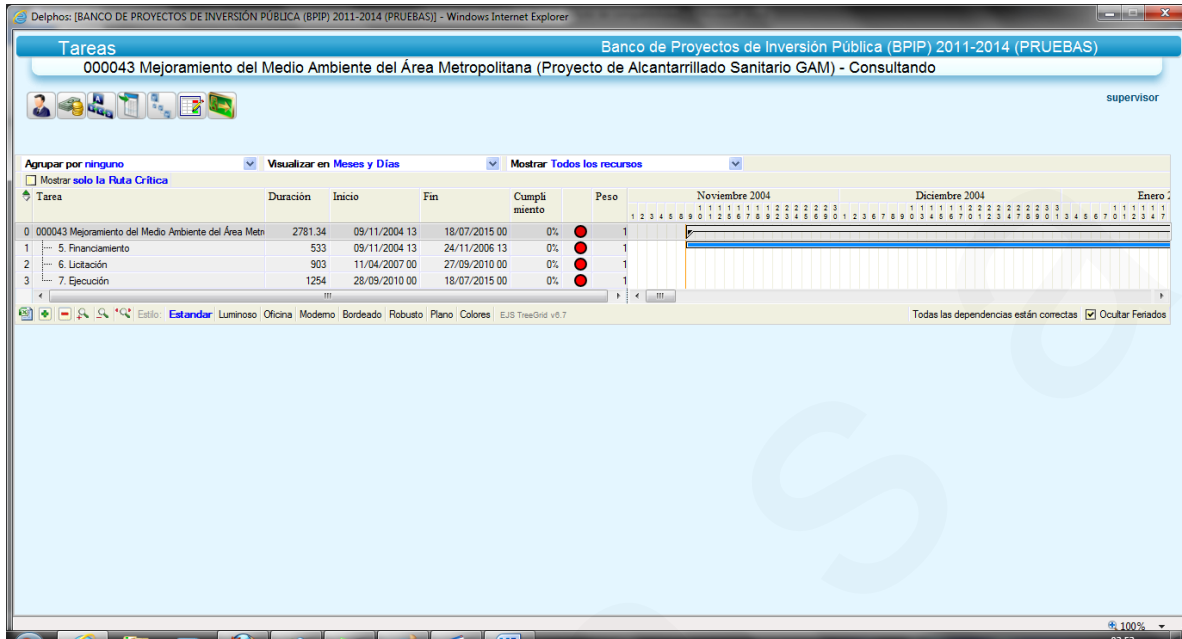 Delphos: [BANCO DE PROYECTOS DE INVERSIÓN PÚBLICA (BPIP) 2011-2014 (PRUEBAS)] - Windows Internet Explorer
Tareas Banco de Proyectos de Inversión Pública (BPIP) 2011-2014 (PRUEBAS)
000043 Mejoramiento del Medio Ambiente del Área Metropolitana (Proyecto de Alcantarrillado Sanitario GAM) - Consultando
supervisor
Agrupar por ninguno Visualizar en Meses y Días Mostrar Todos los recursos
Mostrar solo la Ruta Crítica
Tarea Duración Inicio Fin Cumpli miento Peso Noviembre 2004 Diciembre 2004 Enero
0 000043 Mejoramiento del Medio Ambiente del Área Metr 2781.34 09/11/2004 13 18/07/2015 00 0% 1
1 5. Financiamiento 533 09/11/2004 13 24/11/2006 13 0% 1
2 6. Licitación 903 11/04/2007 00 27/09/2010 00 0% 1
3 7. Ejecución 1254 28/09/2010 00 18/07/2015 00 0% 1
Estilo: Estandar Luminoso Oficina Moderno Bordeado Robusto Plano Colores EJS TreeGrid v6.7 Todas las dependencias están correctas Ocultar Feriados
100%